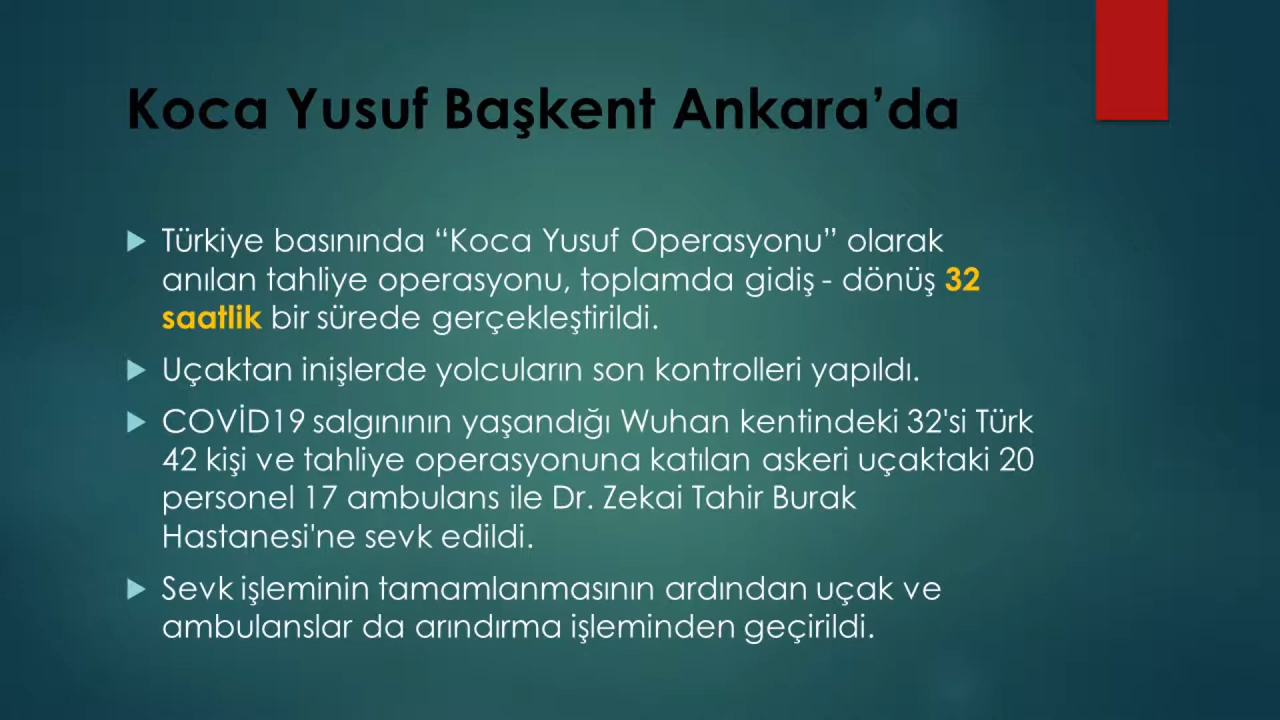 Koca Yusuf Başkent Ankara’da
Türkiye basınında “Koca Yusuf Operasyonu” olarak
anılan tahliye operasyonu, toplamda gidiş - dönüş 32
saatlik bir sürede gerçekleştirildi.
Uçaktan inişlerde yolcuların son kontrolleri yapıldı.
COVİD19 salgınının yaşandığı Wuhan kentindeki 32'si Türk
42 kişi ve tahliye operasyonuna katılan askeri uçaktaki 20
personel 17 ambulans ile Dr. Zekai Tahir Burak
Hastanesi'ne sevk edildi.
Sevk işleminin tamamlanmasının ardından uçak ve
ambulanslar da arındırma işleminden geçirildi.